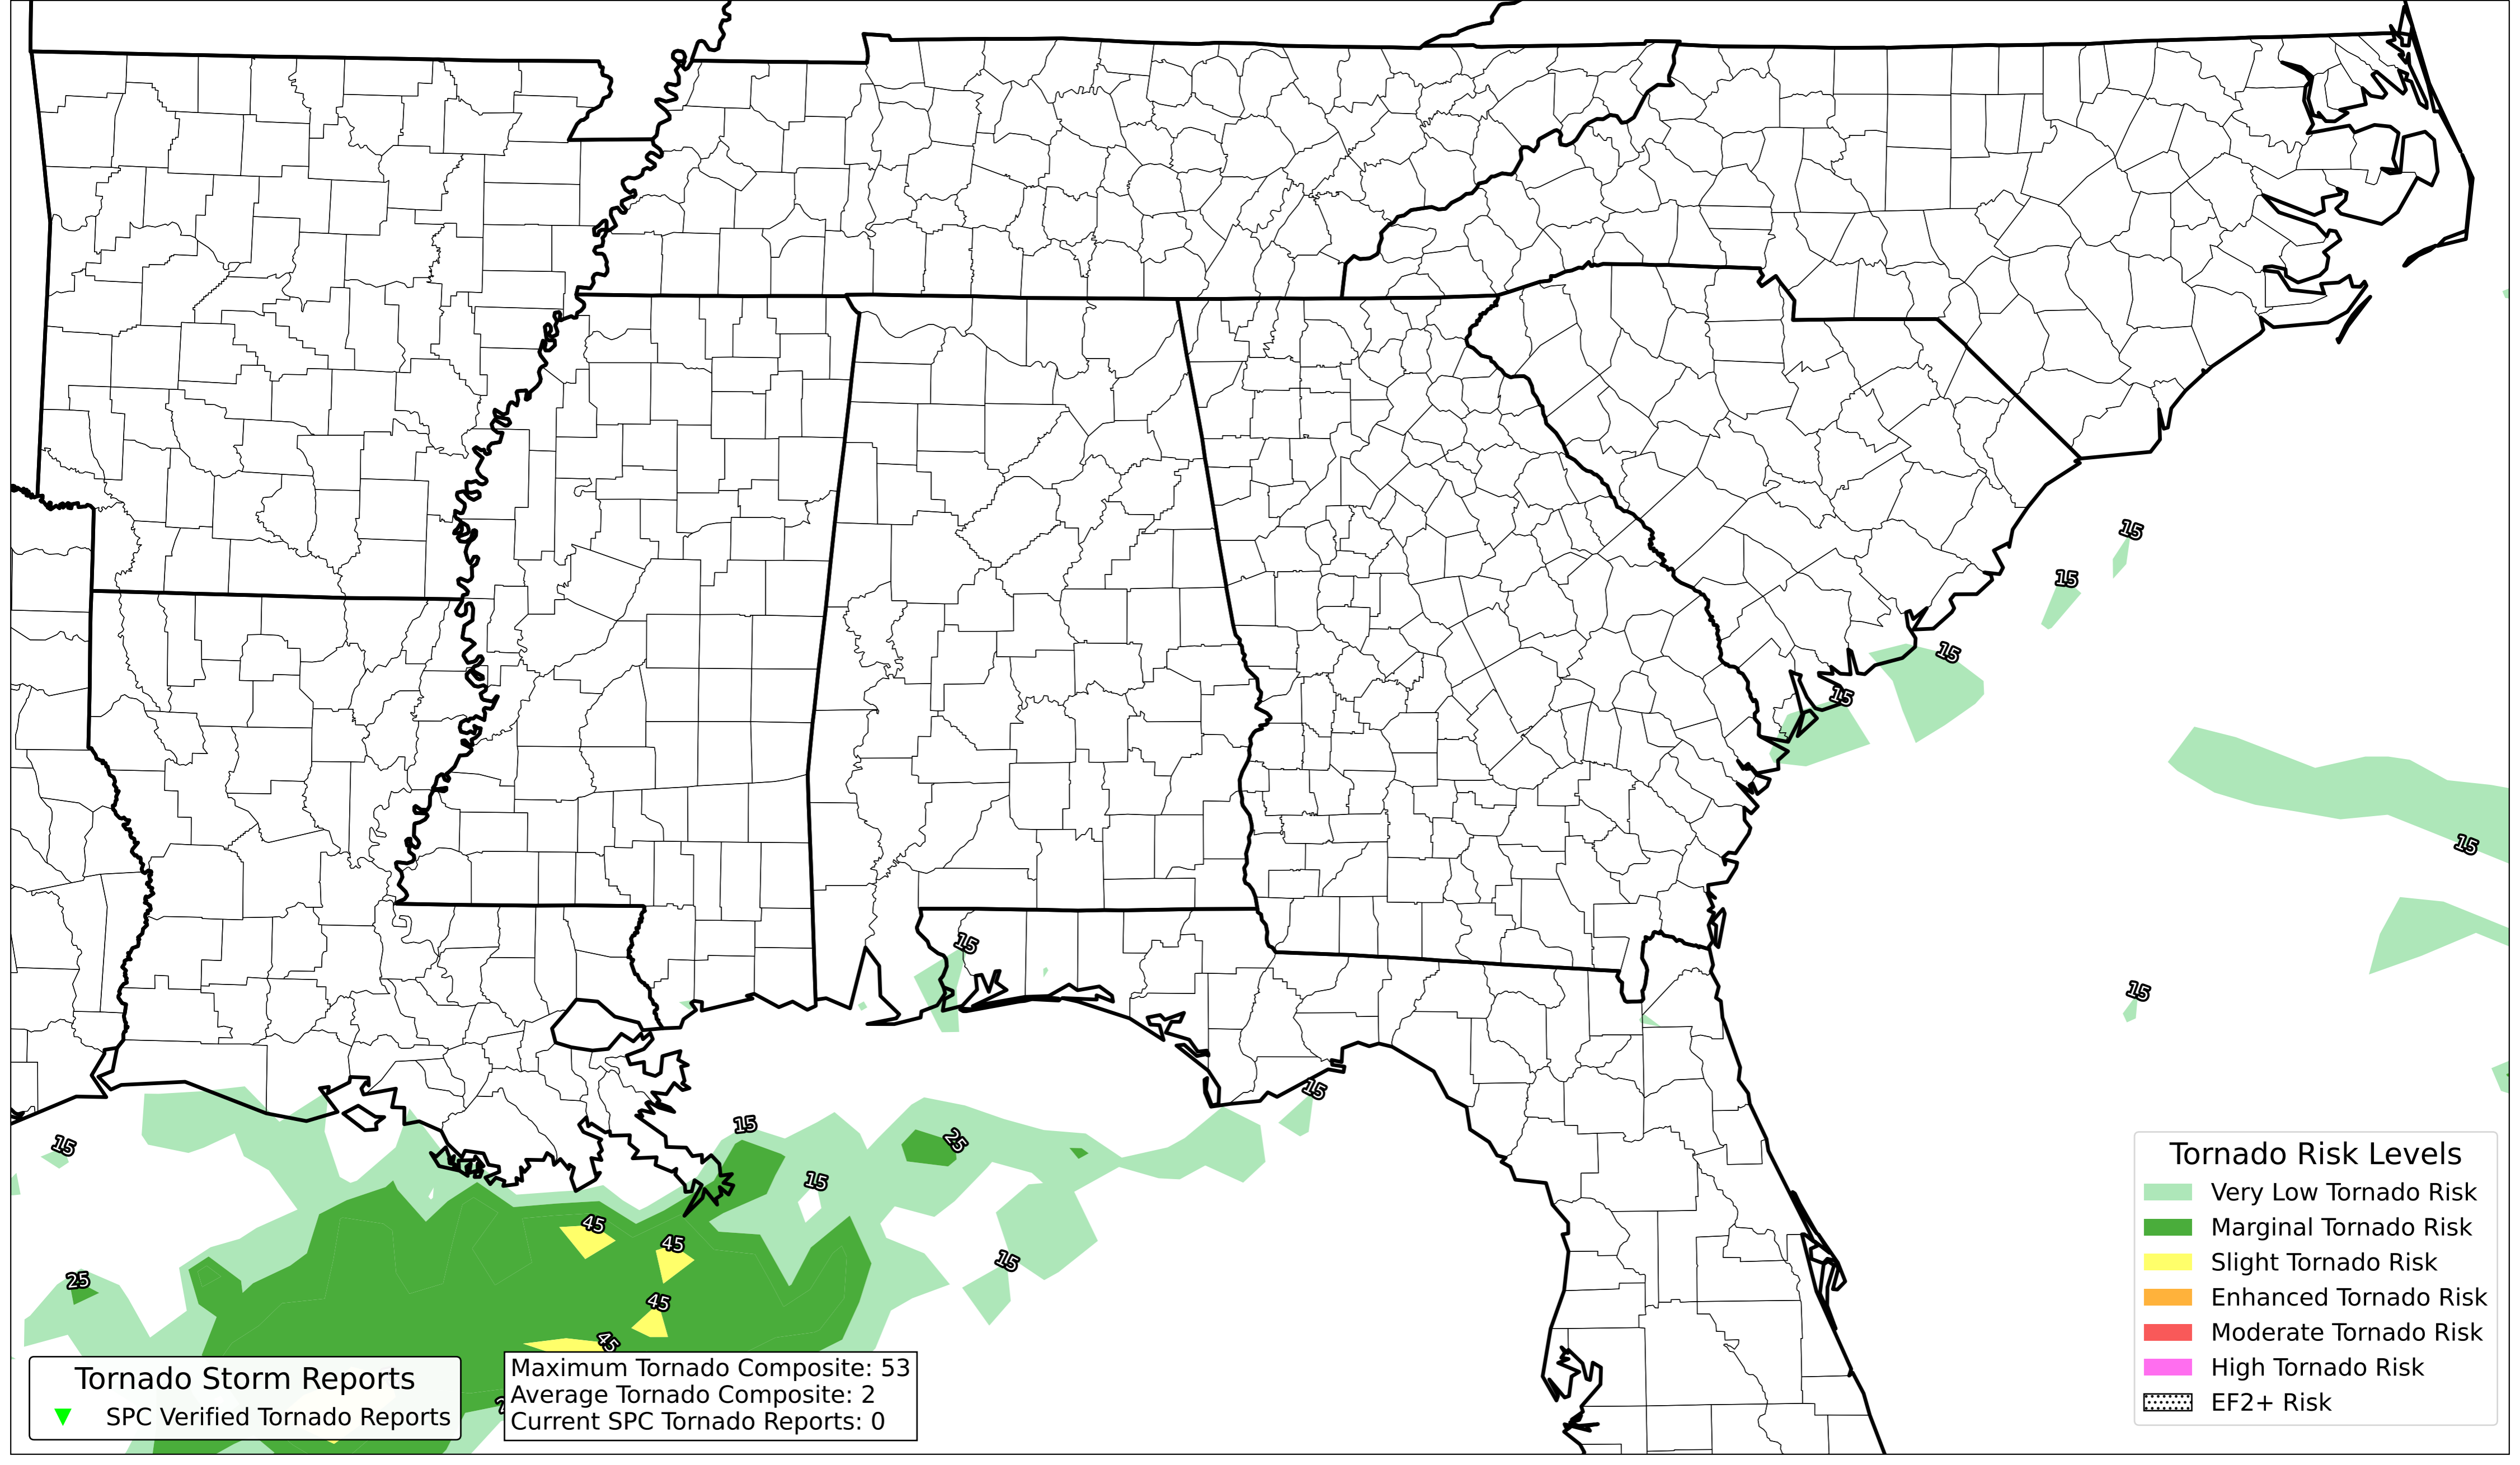 15
15
15
15
15
15
15
15
15
25
15
15
45
45
15
25
45
45
Tornado Risk Levels
Very Low Tornado Risk
Marginal Tornado Risk
Slight Tornado Risk
Enhanced Tornado Risk
Moderate Tornado Risk
High Tornado Risk
EF2+ Risk
Tornado Storm Reports
SPC Verified Tornado Reports
Maximum Tornado Composite: 53
Average Tornado Composite: 2
Current SPC Tornado Reports: 0